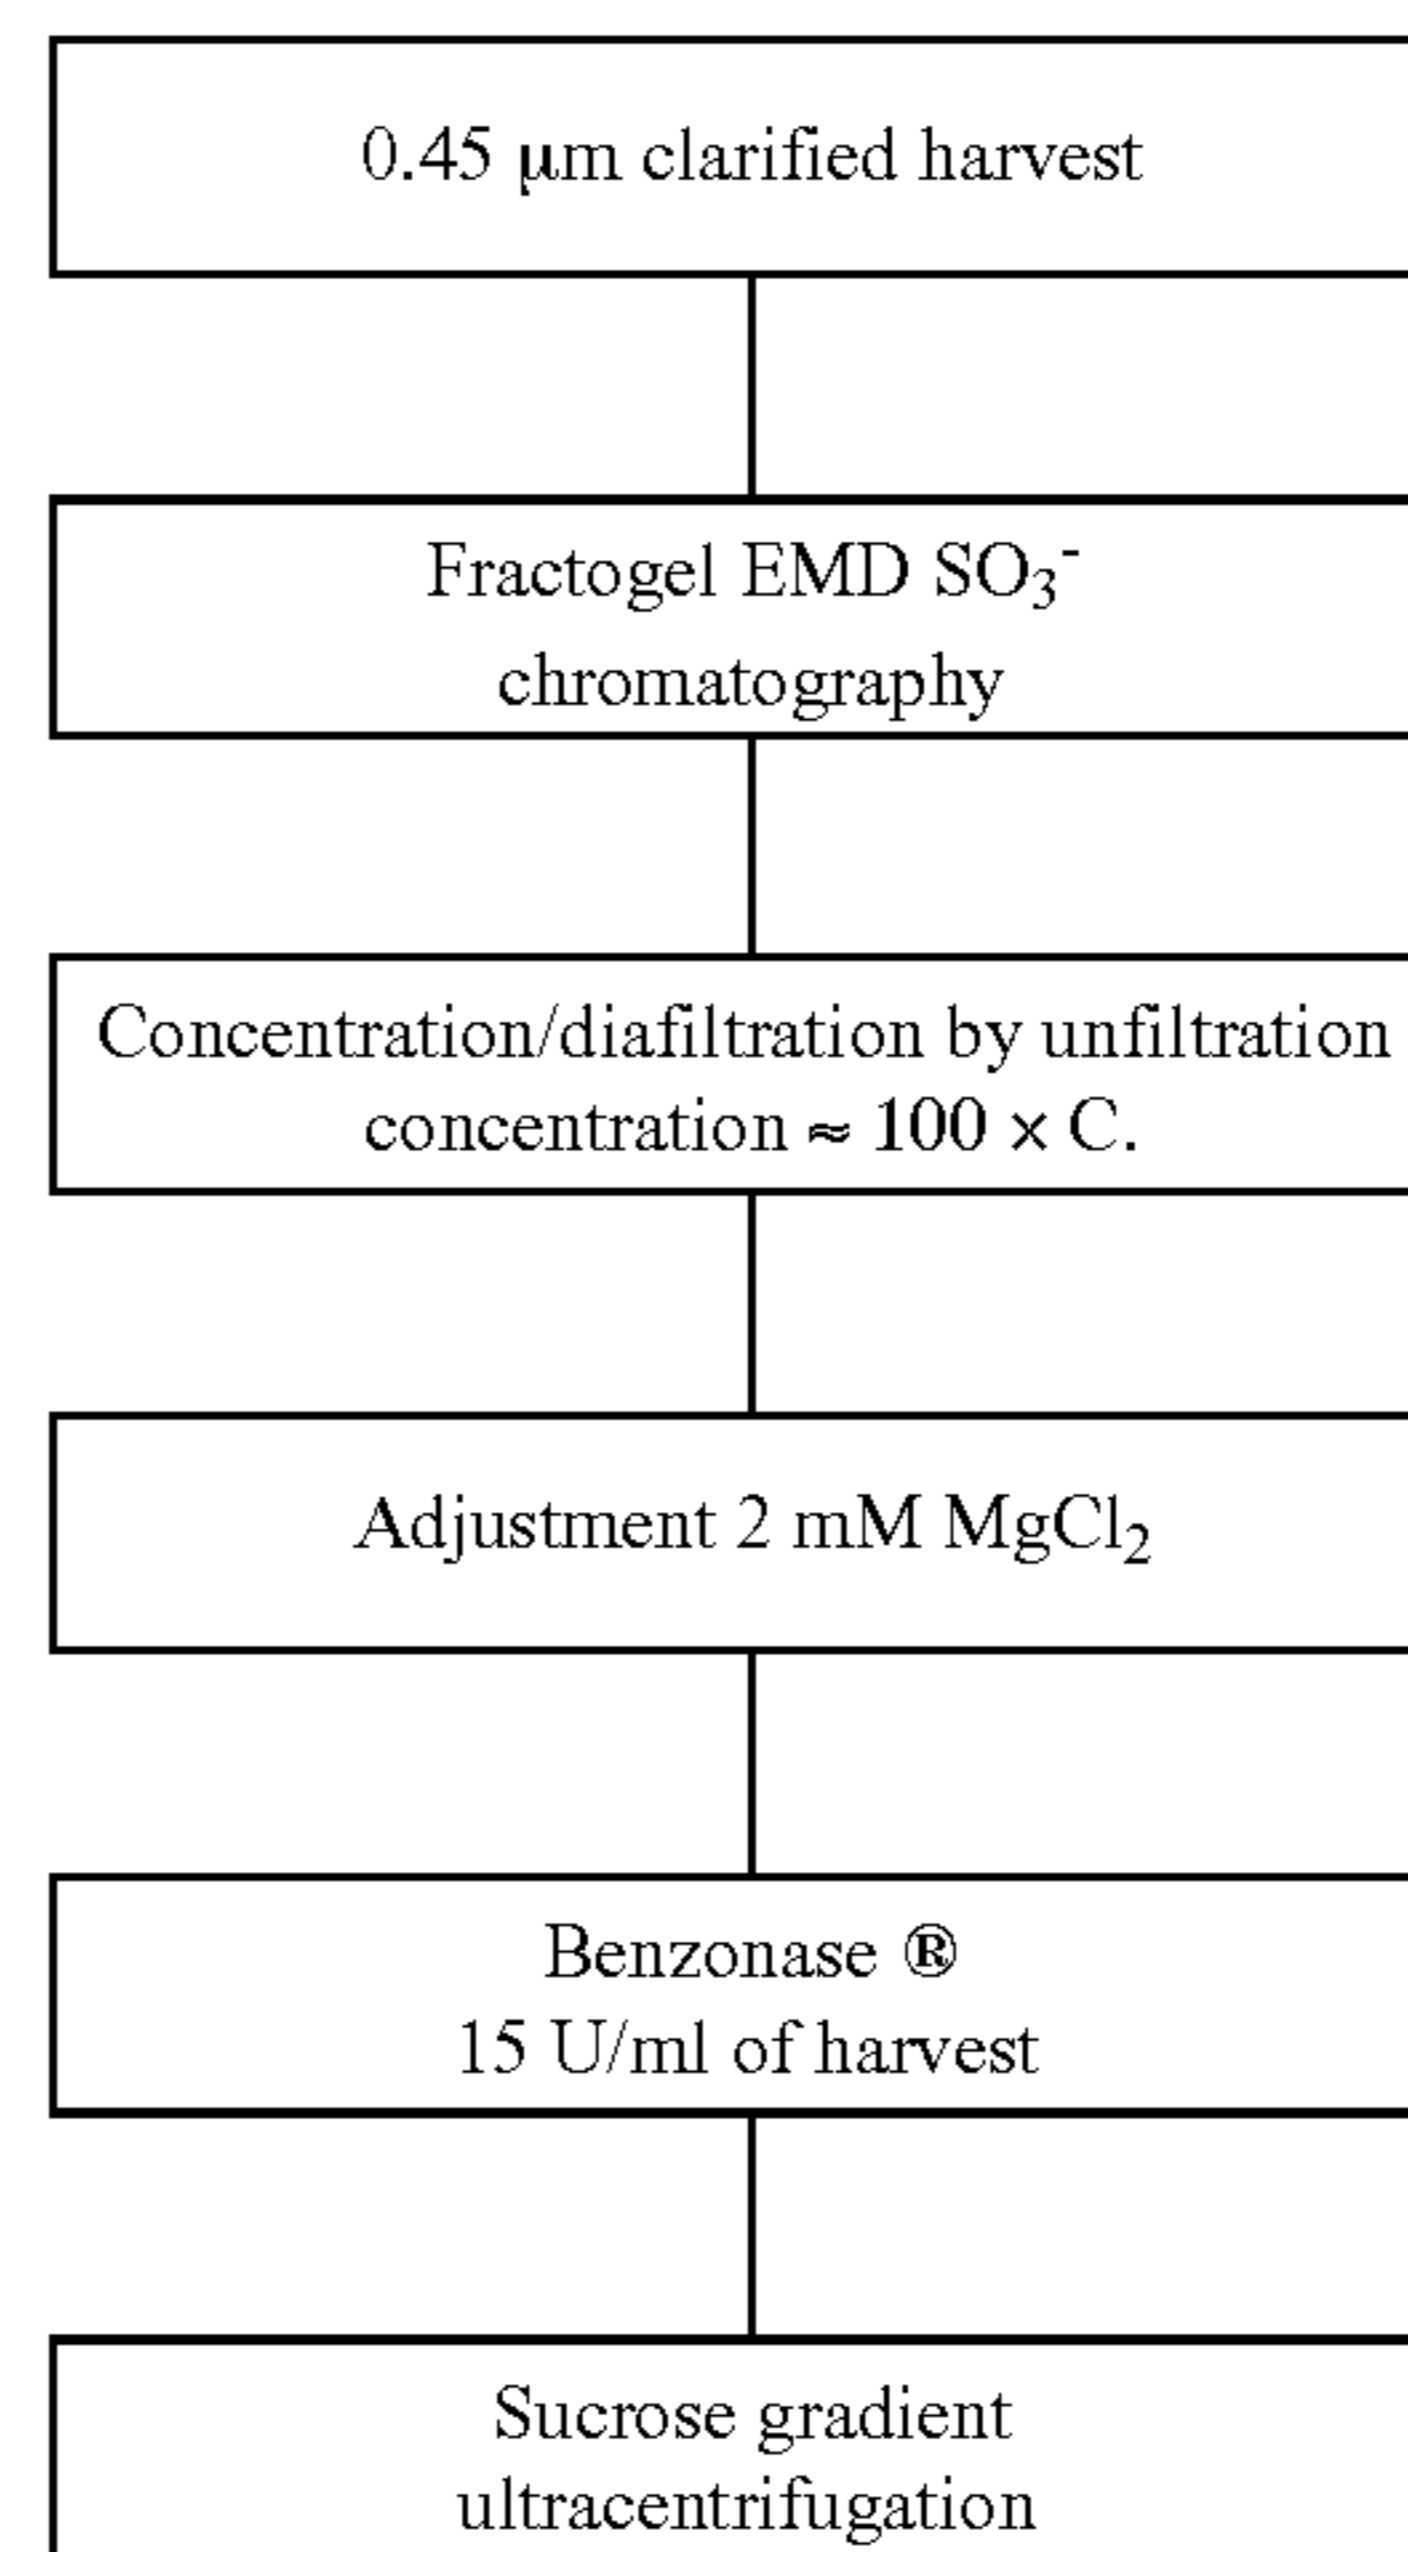 0.45 μm clarified harvest
Fractogel EMD SO₃⁻
chromatography
Concentration/diafiltration by unfiltration
concentration ≈ 100 × C.
Adjustment 2 mM MgCl₂
Benzonase ®
15 U/ml of harvest
Sucrose gradient
ultracentrifugation